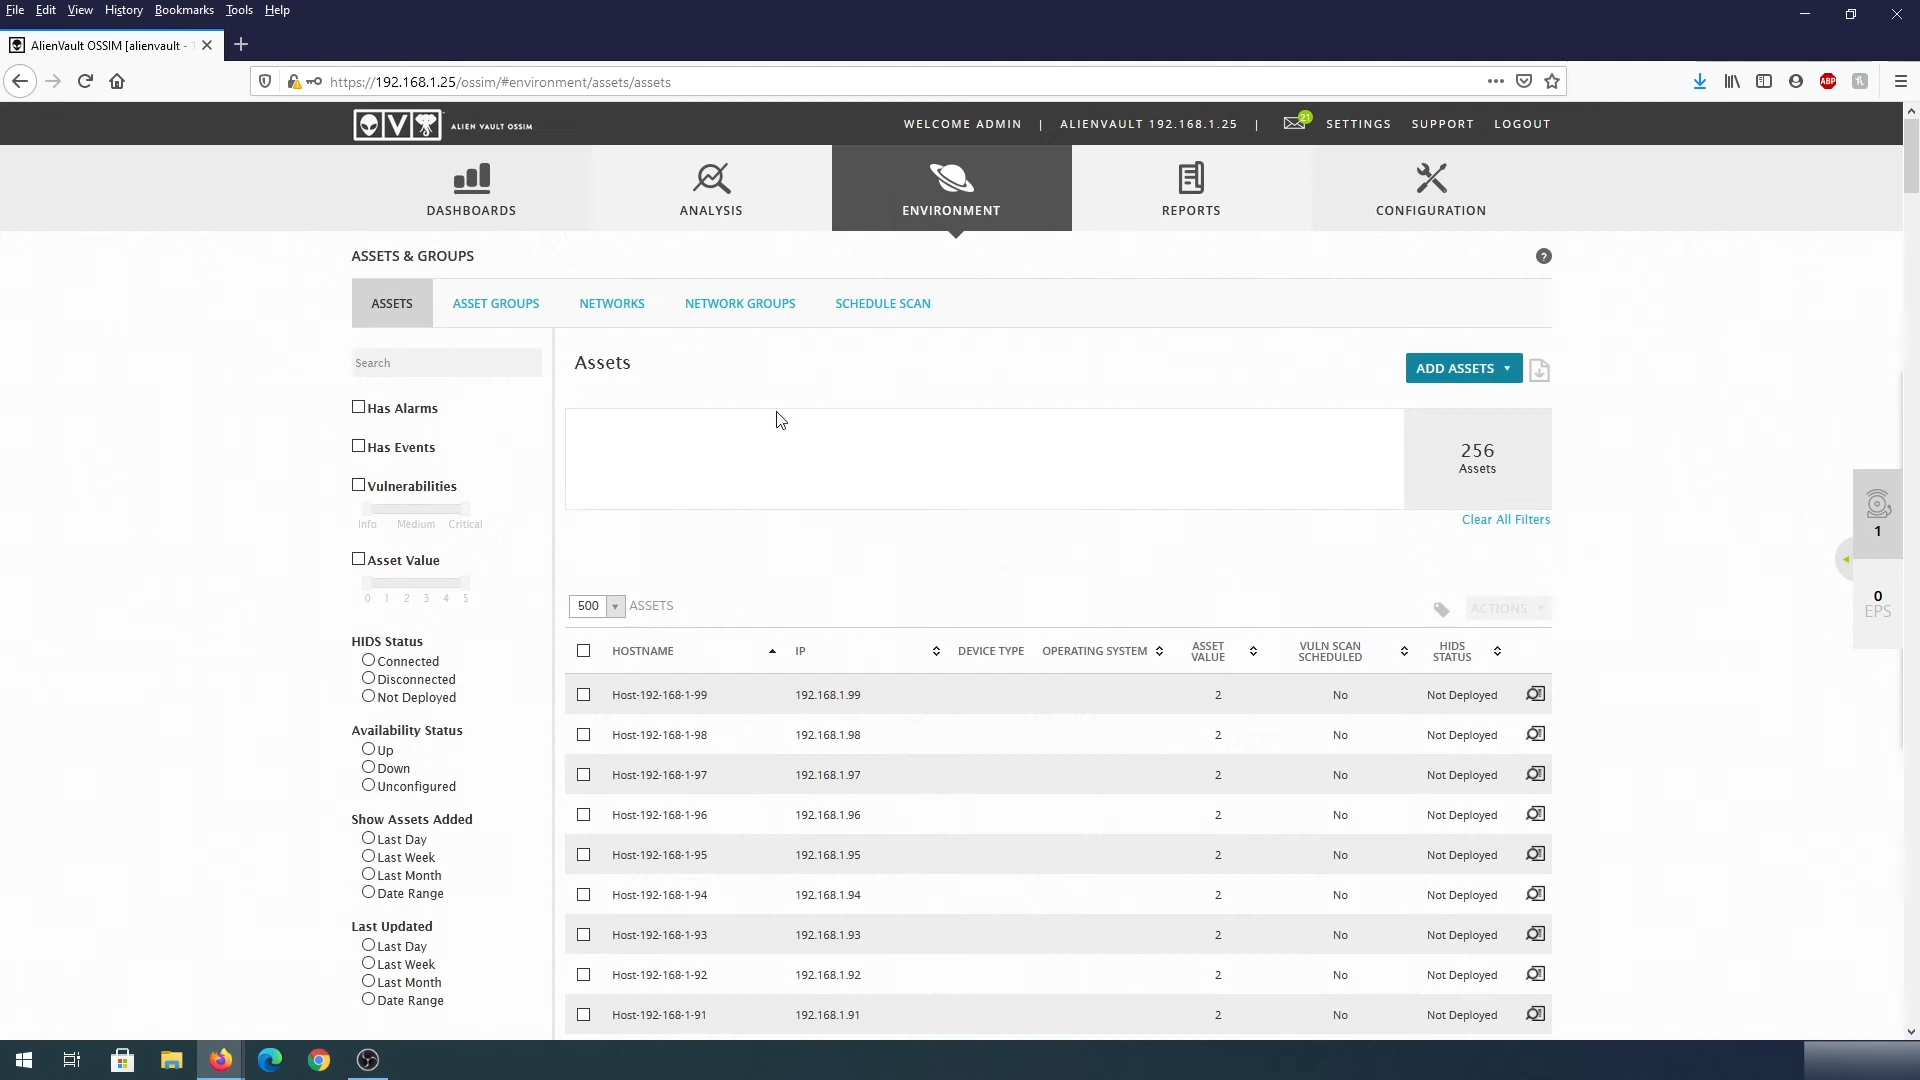 File Edit View History Bookmarks Tools Help
AlienVault OSSIM [alienvault -
https://192.168.1.25/ossim/#environment/assets/assets
ABP
ALIEN VAULT OSSIM
WELCOME ADMIN | ALIENVAULT 192.168.1.25 | 21 SETTINGS SUPPORT LOGOUT
DASHBOARDS ANALYSIS ENVIRONMENT REPORTS CONFIGURATION
ASSETS & GROUPS
?
ASSETS ASSET GROUPS NETWORKS NETWORK GROUPS SCHEDULE SCAN
Search
Has Alarms
Has Events
Vulnerabilities
Info Medium Critical
Asset Value
0 1 2 3 4 5
HIDS Status
Connected
Disconnected
Not Deployed
Availability Status
Up
Down
Unconfigured
Show Assets Added
Last Day
Last Week
Last Month
Date Range
Last Updated
Last Day
Last Week
Last Month
Date Range
Assets
ADD ASSETS
256
Assets
Clear All Filters
500 ASSETS
ACTIONS
HOSTNAME IP DEVICE TYPE OPERATING SYSTEM ASSET VALUE VULN SCAN SCHEDULED HIDS STATUS
Host-192-168-1-99 192.168.1.99 2 No Not Deployed
Host-192-168-1-98 192.168.1.98 2 No Not Deployed
Host-192-168-1-97 192.168.1.97 2 No Not Deployed
Host-192-168-1-96 192.168.1.96 2 No Not Deployed
Host-192-168-1-95 192.168.1.95 2 No Not Deployed
Host-192-168-1-94 192.168.1.94 2 No Not Deployed
Host-192-168-1-93 192.168.1.93 2 No Not Deployed
Host-192-168-1-92 192.168.1.92 2 No Not Deployed
Host-192-168-1-91 192.168.1.91 2 No Not Deployed
1
0
EPS